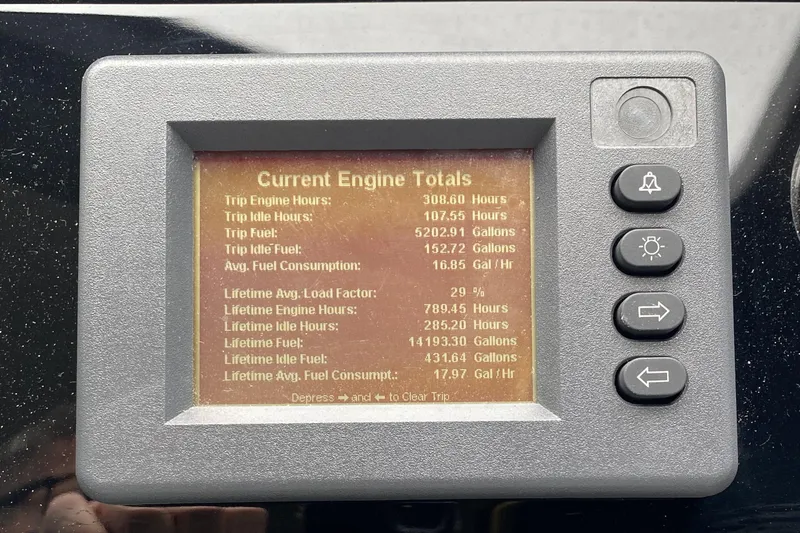 Current Engine Totals
Trip Engine Hours: 308.60 Hours
Trip Idle Hours: 107.55 Hours
Trip Fuel: 5202.91 Gallons
Trip Idle Fuel: 152.72 Gallons
Avg. Fuel Consumption: 16.85 Gal / Hr
Lifetime Avg. Load Factor: 29 %
Lifetime Engine Hours: 789.45 Hours
Lifetime Idle Hours: 285.20 Hours
Lifetime Fuel: 14193.30 Gallons
Lifetime Idle Fuel: 431.64 Gallons
Lifetime Avg. Fuel Consumpt.: 17.97 Gal / Hr
Depress ➡ and ⬅ to Clear Trip